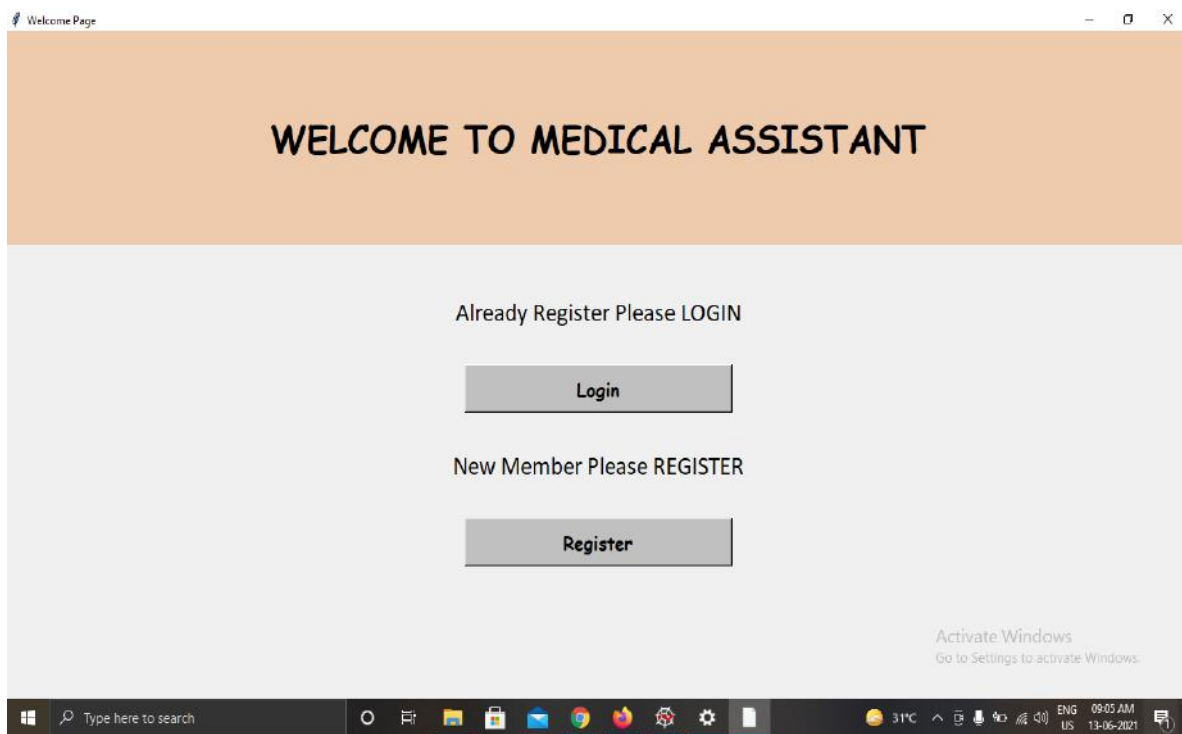 Welcome Page
WELCOME TO MEDICAL ASSISTANT
Already Register Please LOGIN
Login
New Member Please REGISTER
Register
Activate Windows
Go to Settings to activate Windows.
Type here to search
31°C
ENG
US
09:05 AM
13-06-2021
1